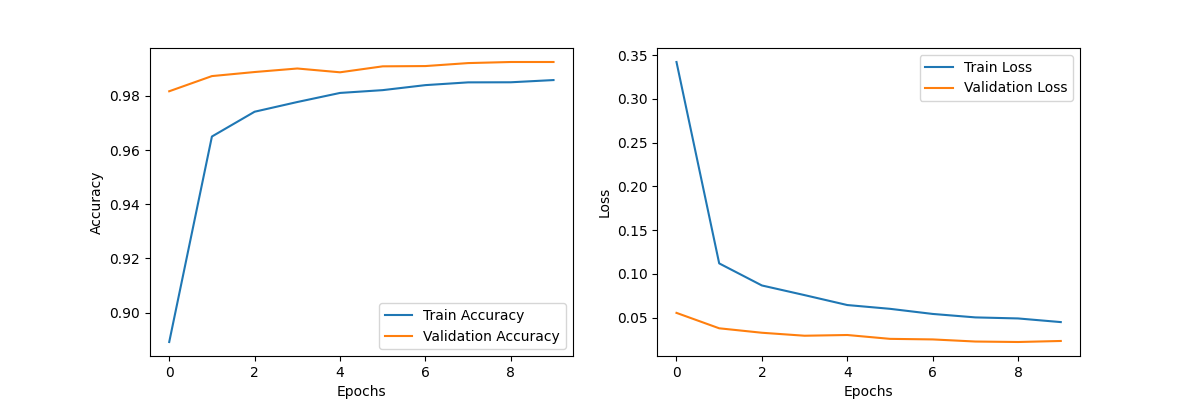 0.98
0.96
0.94
0.92
0.90
Accuracy
0 2 4 6 8
Epochs
Train Accuracy
Validation Accuracy
0.35
0.30
0.25
0.20
0.15
0.10
0.05
Loss
0 2 4 6 8
Epochs
Train Loss
Validation Loss